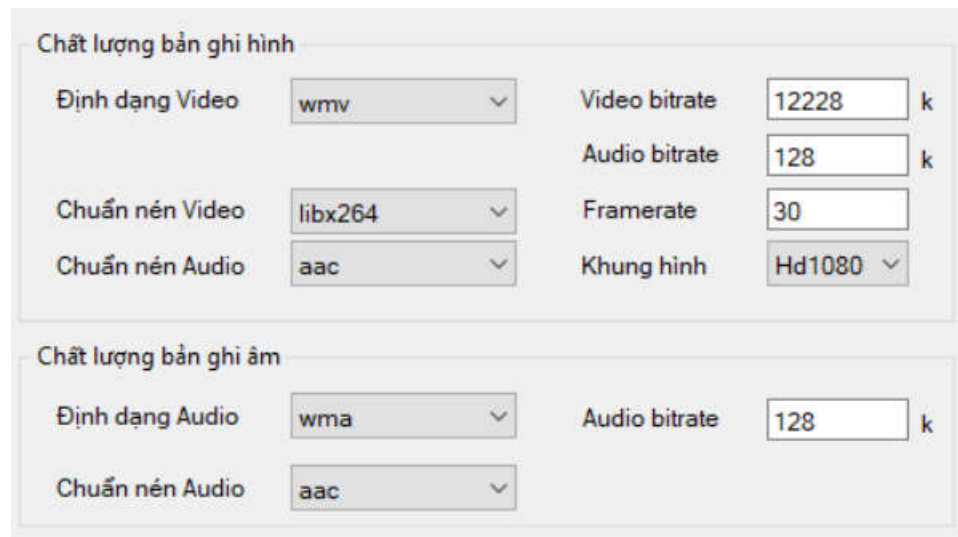 Chất lượng bản ghi hình
Định dạng Video wmv Video bitrate 12228 k
Audio bitrate 128 k
Chuẩn nén Video libx264 Framerate 30
Chuẩn nén Audio aac Khung hình Hd1080
Chất lượng bản ghi âm
Định dạng Audio wma Audio bitrate 128 k
Chuẩn nén Audio aac